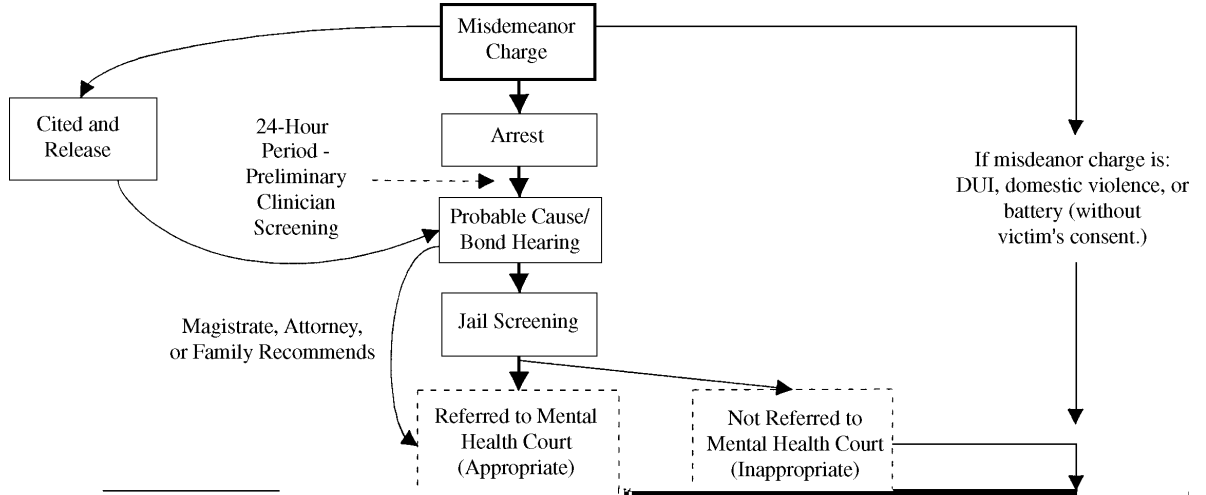 Misdemeanor
Charge
Cited and
Release
24-Hour
Period -
Preliminary
Clinician
Screening
Arrest
If misdeanor charge is:
DUI, domestic violence, or
battery (without
victim's consent.)
Probable Cause/
Bond Hearing
Jail Screening
Magistrate, Attorney,
or Family Recommends
Referred to Mental
Health Court
(Appropriate)
Not Referred to
Mental Health Court
(Inappropriate)